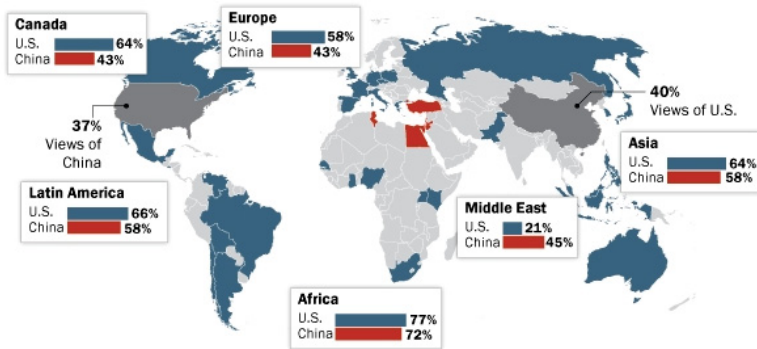 Canada
U.S. 64%
China 43%
Europe
U.S. 58%
China 43%
37%
Views of
China
40%
Views of U.S.
Asia
U.S. 64%
China 58%
Latin America
U.S. 66%
China 58%
Middle East
U.S. 21%
China 45%
Africa
U.S. 77%
China 72%